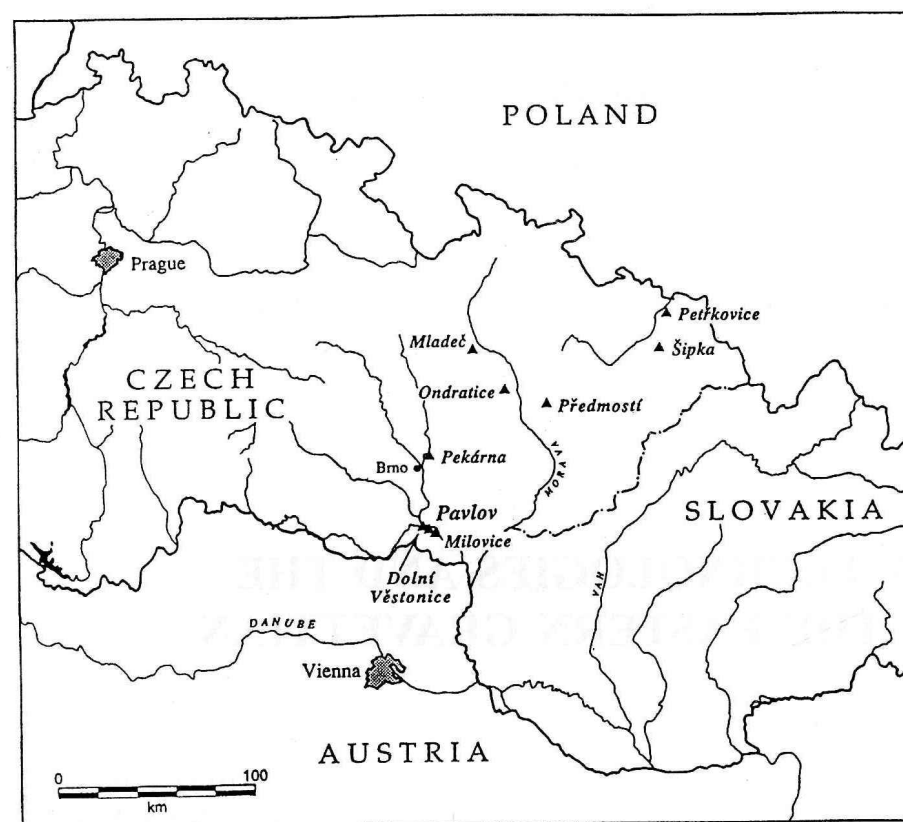 POLAND
Prague
Petřkovice
Mladeč
Šipka
CZECH
REPUBLIC
Ondratice
Předmostí
MORAVA
Brno
Pekárna
Pavlov
SLOVAKIA
Milovice
Dolní
Věstonice
VAH
DANUBE
Vienna
AUSTRIA
0
100
km